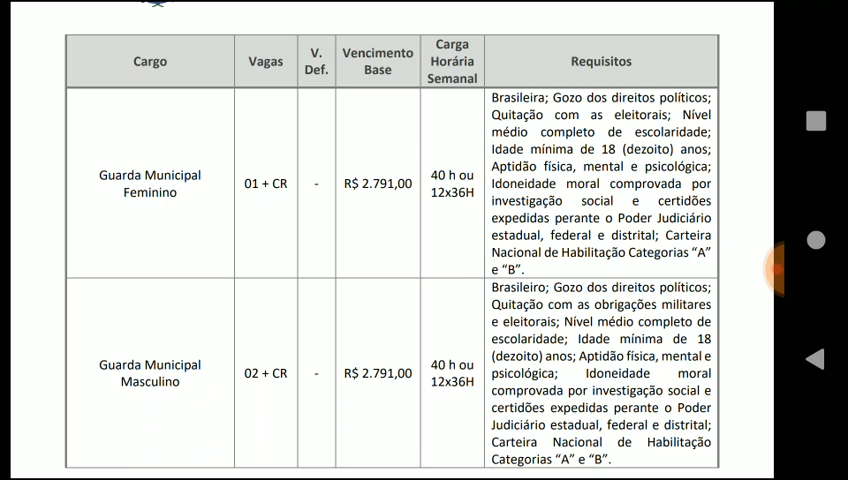 Cargo
Vagas
V.
Def.
Vencimento
Base
Carga
Horária
Semanal
Requisitos
Guarda Municipal
Feminino
01 + CR
-
R$ 2.791,00
40 h ou
12x36H
Brasileira; Gozo dos direitos políticos;
Quitação com as eleitorais; Nível
médio completo de escolaridade;
Idade mínima de 18 (dezoito) anos;
Aptidão física, mental e psicológica;
Idoneidade moral comprovada por
investigação social e certidões
expedidas perante o Poder Judiciário
estadual, federal e distrital; Carteira
Nacional de Habilitação Categorias “A”
e “B”.
Guarda Municipal
Masculino
02 + CR
-
R$ 2.791,00
40 h ou
12x36H
Brasileiro; Gozo dos direitos políticos;
Quitação com as obrigações militares
e eleitorais; Nível médio completo de
escolaridade; Idade mínima de 18
(dezoito) anos; Aptidão física, mental e
psicológica; Idoneidade moral
comprovada por investigação social e
certidões expedidas perante o Poder
Judiciário estadual, federal e distrital;
Carteira Nacional de Habilitação
Categorias “A” e “B”.